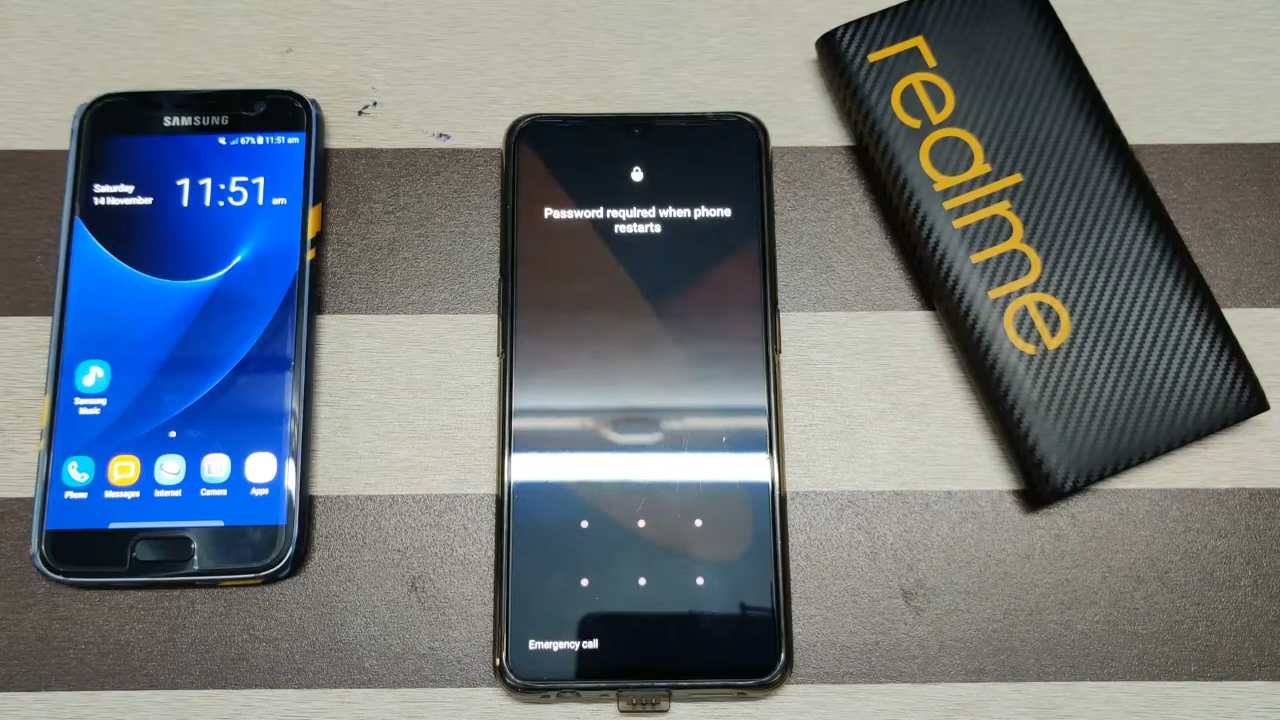 SAMSUNG
67% 11:51 am
Saturday
14 November
11:51 am
Samsung
Music
Phone
Messages
Internet
Camera
Apps
Password required when phone
restarts
Emergency call
realme